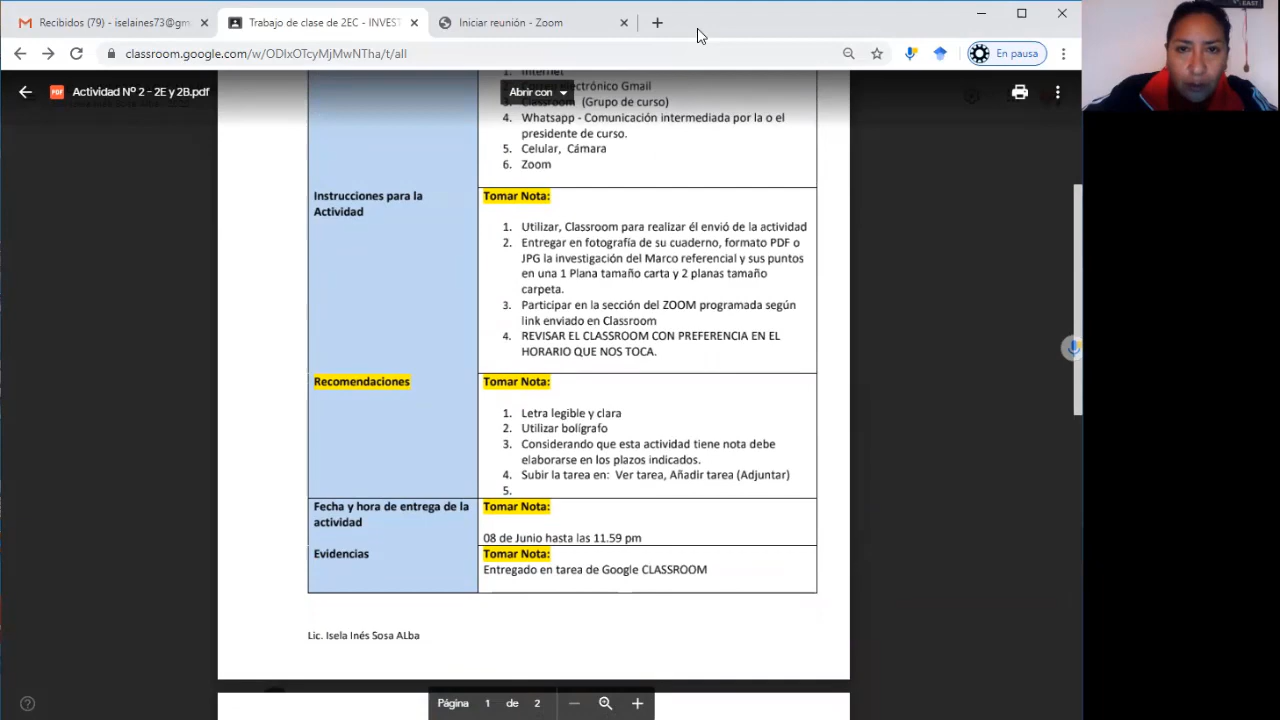 Recibidos (79) - iselaines73@gm
Trabajo de clase de 2EC - INVEST
Iniciar reunión - Zoom
classroom.google.com/w/ODIxOTcyMjMwNTha/t/all
En pausa
EAST
Actividad Nº 2 - 2E y 2B.pdf
Abrir con
1. Internet
electrónico Gmail
3. Classroom (Grupo de curso)
4. Whatsapp - Comunicación intermediada por la o el
presidente de curso.
5. Celular, Cámara
6. Zoom
Instrucciones para la
Actividad
Tomar Nota:
1. Utilizar, Classroom para realizar él envió de la actividad
2. Entregar en fotografía de su cuaderno, formato PDF o
JPG la investigación del Marco referencial y sus puntos
en una 1 Plana tamaño carta y 2 planas tamaño
carpeta.
3. Participar en la sección del ZOOM programada según
link enviado en Classroom
4. REVISAR EL CLASSROOM CON PREFERENCIA EN EL
HORARIO QUE NOS TOCA.
Recomendaciones
Tomar Nota:
1. Letra legible y clara
2. Utilizar bolígrafo
3. Considerando que esta actividad tiene nota debe
elaborarse en los plazos indicados.
4. Subir la tarea en: Ver tarea, Añadir tarea (Adjuntar)
5.
Fecha y hora de entrega de la
actividad
Tomar Nota:
08 de Junio hasta las 11.59 pm
Evidencias
Tomar Nota:
Entregado en tarea de Google CLASSROOM
Lic. Isela Inés Sosa ALba
Página 1 de 2